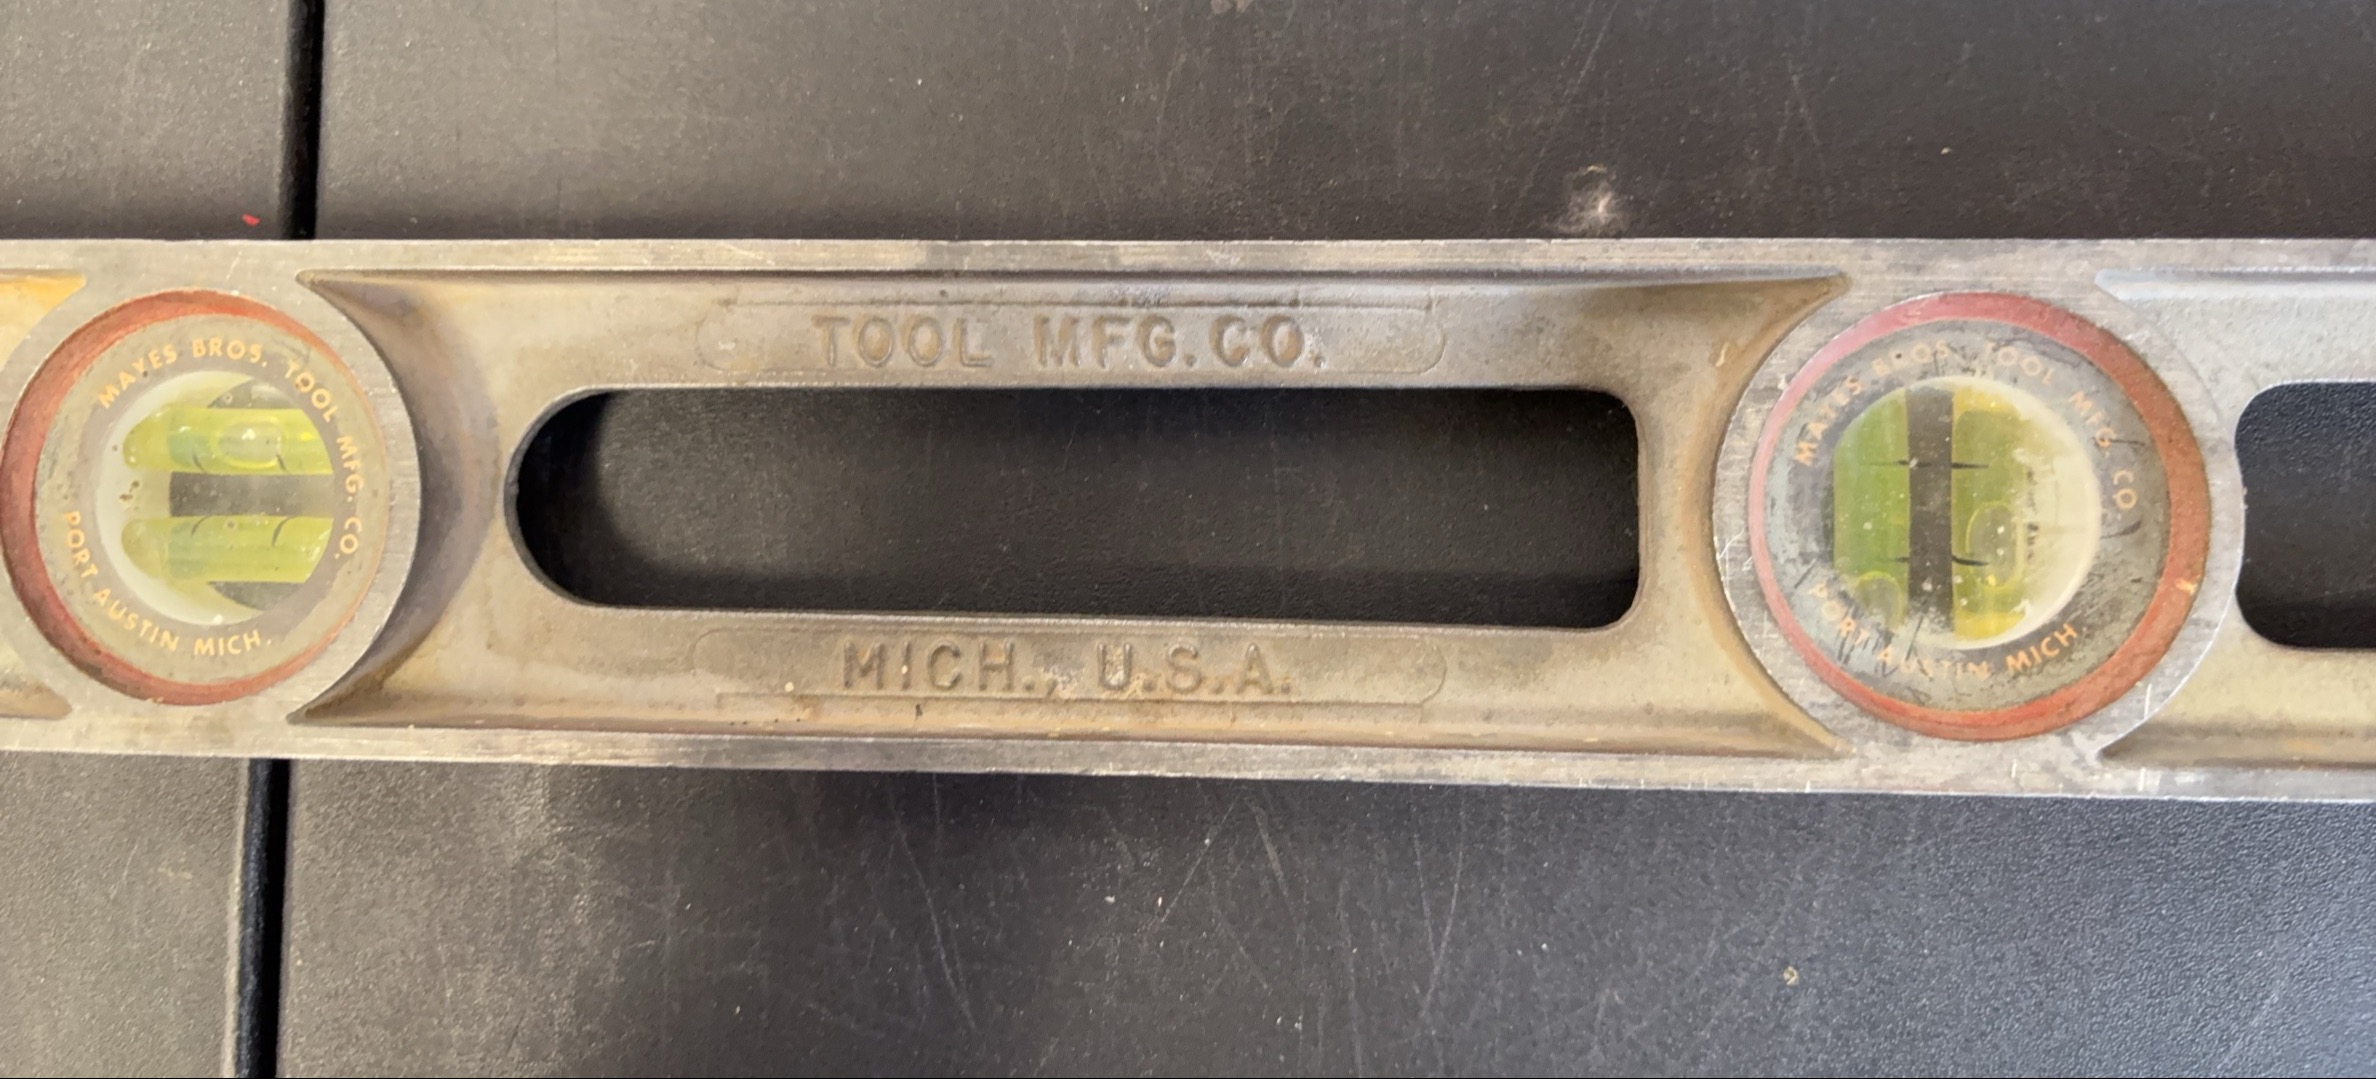 MAYES BROS. TOOL MFG. CO.
PORT AUSTIN MICH.
TOOL MFG. CO.
MICH., U.S.A.
MAYES BROS. TOOL MFG. CO.
PORT AUSTIN MICH.